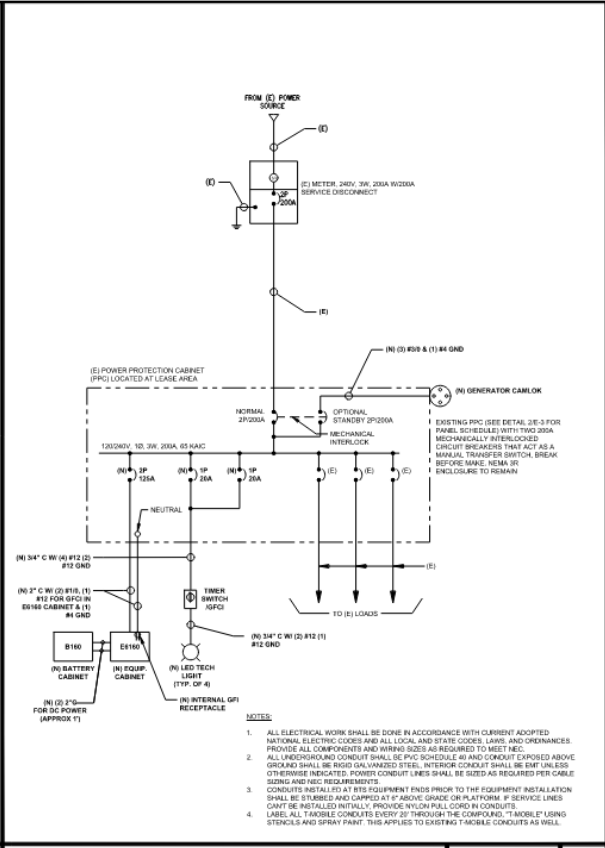 FROM (E) POWER
SOURCE
(E)
(E)
(E) METER, 240V, 3W, 200A W/200A
SERVICE DISCONNECT
2P
200A
(E)
(N) (3) #3/0 & (1) #4 GND
(E) POWER PROTECTION CABINET
(PPC) LOCATED AT LEASE AREA
(N) GENERATOR CAMLOK
NORMAL
2P/200A
OPTIONAL
STANDBY 2P/200A
MECHANICAL
INTERLOCK
EXISTING PPC (SEE DETAIL 2/E-3 FOR
PANEL SCHEDULE) WITH TWO 200A
MECHANICALLY INTERLOCKED
CIRCUIT BREAKERS THAT ACT AS A
MANUAL TRANSFER SWITCH, BREAK
BEFORE MAKE. NEMA 3R
ENCLOSURE TO REMAIN
120/240V, 1Ø, 3W, 200A, 65 KAIC
(N) 2P
125A
(N) 1P
20A
(N) 1P
20A
(E)
(E)
(E)
NEUTRAL
(N) 3/4" C W/ (4) #12 (2)
#12 GND
(E)
(N) 2" C W/ (2) #1/0, (1)
#12 FOR GFCI IN
E6160 CABINET & (1)
#4 GND
TIMER
SWITCH
/GFCI
TO (E) LOADS
(N) 3/4" C W/ (2) #12 (1)
#12 GND
B160
E6160
(N) BATTERY
CABINET
(N) EQUIP.
CABINET
(N) LED TECH
LIGHT
(TYP. OF 4)
(N) (2) 2"C
FOR DC POWER
(APPROX 1')
(N) INTERNAL GFI
RECEPTACLE
NOTES:
1. ALL ELECTRICAL WORK SHALL BE DONE IN ACCORDANCE WITH CURRENT ADOPTED
NATIONAL ELECTRIC CODES AND ALL LOCAL AND STATE CODES, LAWS, AND ORDINANCES.
PROVIDE ALL COMPONENTS AND WIRING SIZES AS REQUIRED TO MEET NEC.
2. ALL UNDERGROUND CONDUIT SHALL BE PVC SCHEDULE 40 AND CONDUIT EXPOSED ABOVE
GROUND SHALL BE RIGID GALVANIZED STEEL, INTERIOR CONDUIT SHALL BE EMT UNLESS
OTHERWISE INDICATED. POWER CONDUIT LINES SHALL BE SIZED AS REQUIRED PER CABLE
SIZING AND NEC REQUIREMENTS.
3. CONDUITS INSTALLED AT BTS EQUIPMENT ENDS PRIOR TO THE EQUIPMENT INSTALLATION
SHALL BE STUBBED AND CAPPED AT 6" ABOVE GRADE OR PLATFORM. IF SERVICE LINES
CAN'T BE INSTALLED INITIALLY, PROVIDE NYLON PULL CORD IN CONDUITS.
4. LABEL ALL T-MOBILE CONDUITS EVERY 20' THROUGH THE COMPOUND, "T-MOBILE" USING
STENCILS AND SPRAY PAINT. THIS APPLIES TO EXISTING T-MOBILE CONDUITS AS WELL.